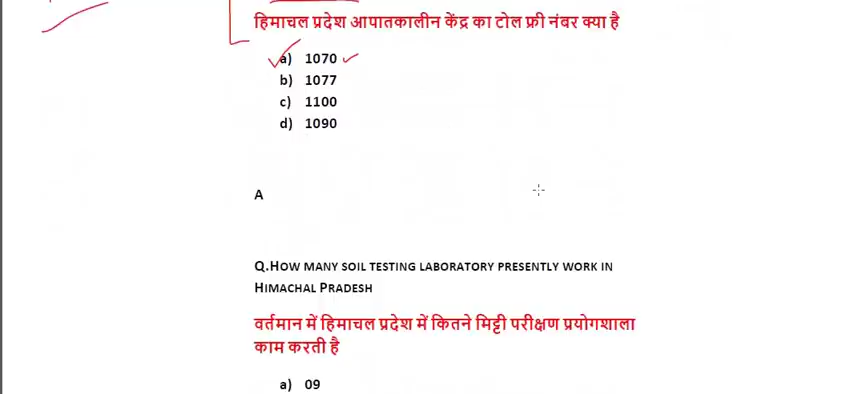 हिमाचल प्रदेश आपातकालीन केंद्र का टोल फ्री नंबर क्या है
a) 1070
b) 1077
c) 1100
d) 1090
A
Q.HOW MANY SOIL TESTING LABORATORY PRESENTLY WORK IN
HIMACHAL PRADESH
वर्तमान में हिमाचल प्रदेश में कितने मिट्टी परीक्षण प्रयोगशाला
काम करती है
a) 09